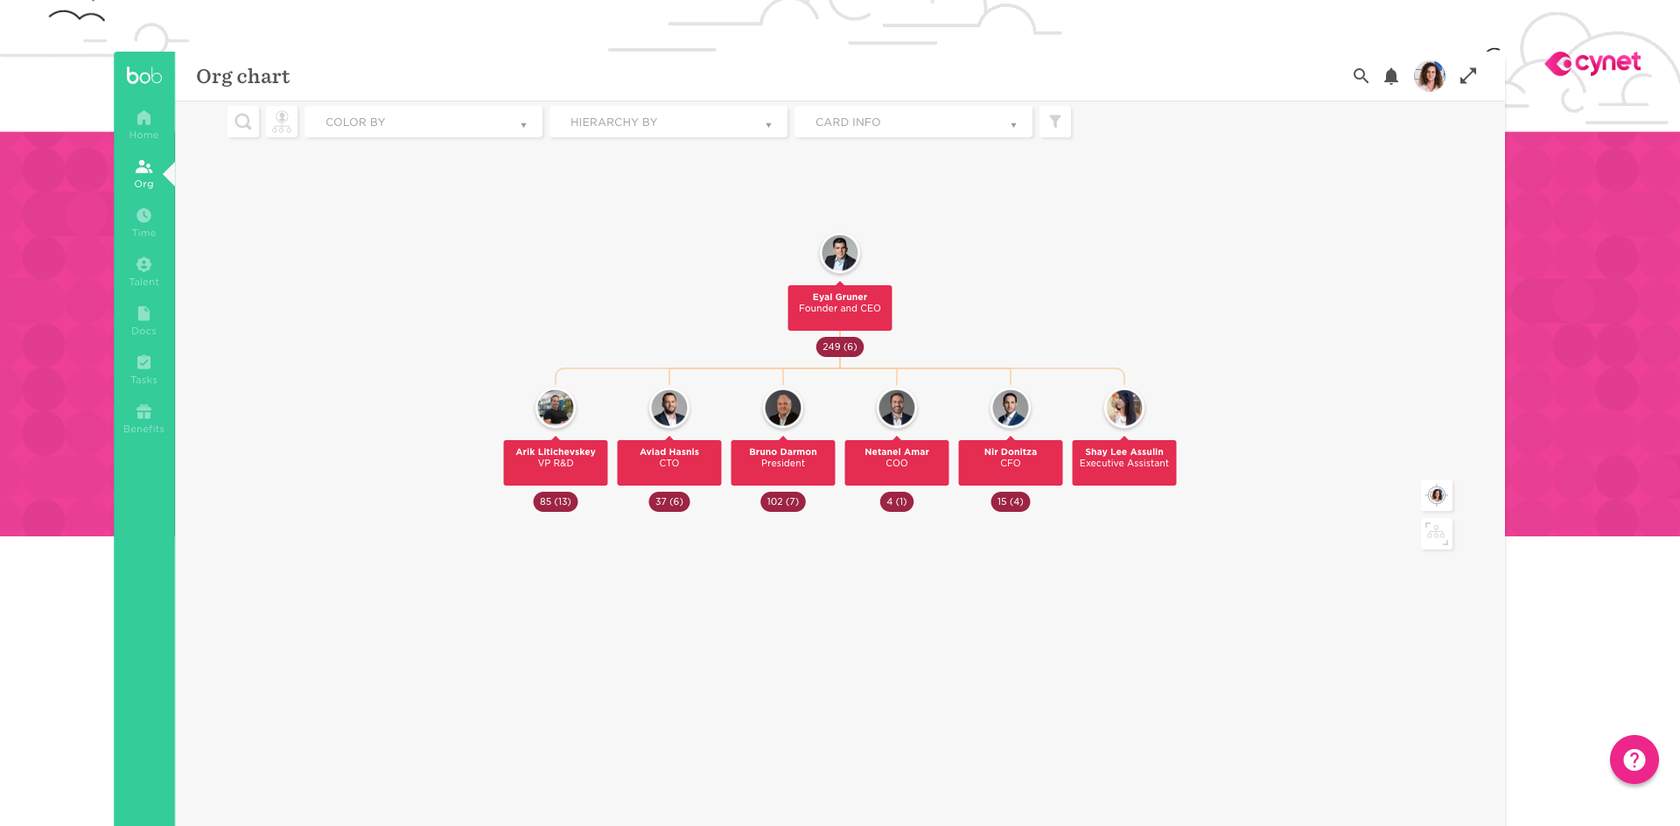 bob
Org chart
cynet
COLOR BY
HIERARCHY BY
CARD INFO
Home
Org
Time
Talent
Docs
Tasks
Benefits
Eyal Gruner
Founder and CEO
249 (6)
Arik Litichevskey
VP R&D
85 (13)
Aviad Hasnis
CTO
37 (6)
Bruno Darmon
President
102 (7)
Netanel Amar
COO
4 (1)
Nir Donitza
CFO
15 (4)
Shay Lee Assulin
Executive Assistant
?